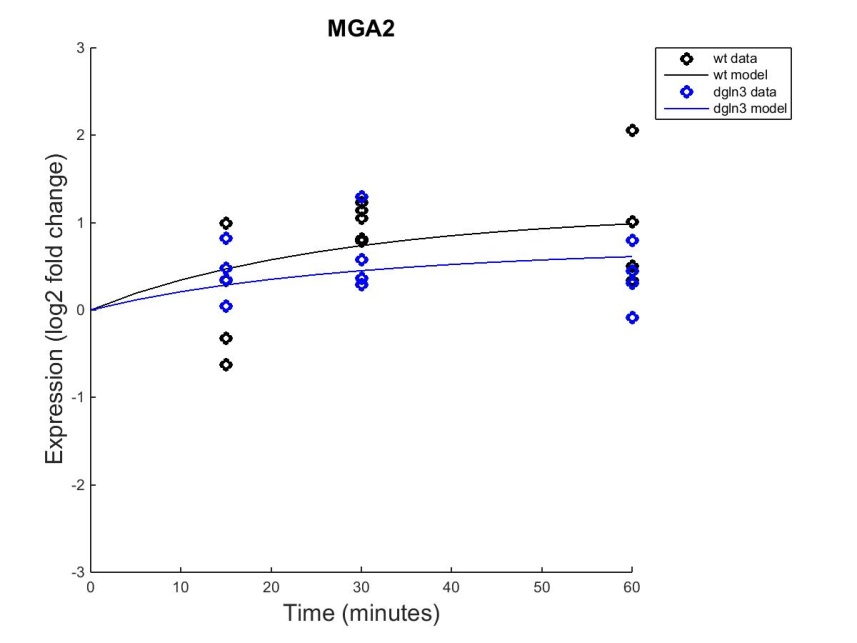 MGA2
3
2
1
0
-1
-2
-3
0 10 20 30 40 50 60
Time (minutes)
Expression (log2 fold change)
wt data
wt model
dgln3 data
dgln3 model